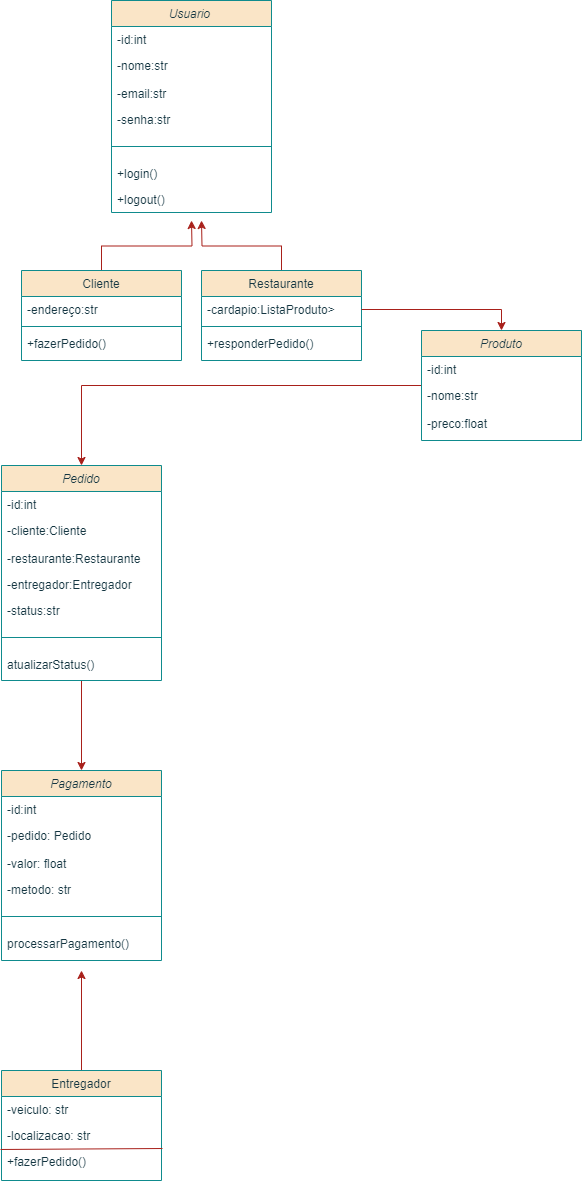 Usuario
-id:int
-nome:str
-email:str
-senha:str
+login()
+logout()
Cliente
-endereço:str
+fazerPedido()
Restaurante
-cardapio:ListaProduto>
+responderPedido()
Produto
-id:int
-nome:str
-preco:float
Pedido
-id:int
-cliente:Cliente
-restaurante:Restaurante
-entregador:Entregador
-status:str
atualizarStatus()
Pagamento
-id:int
-pedido: Pedido
-valor: float
-metodo: str
processarPagamento()
Entregador
-veiculo: str
-localizacao: str
+fazerPedido()